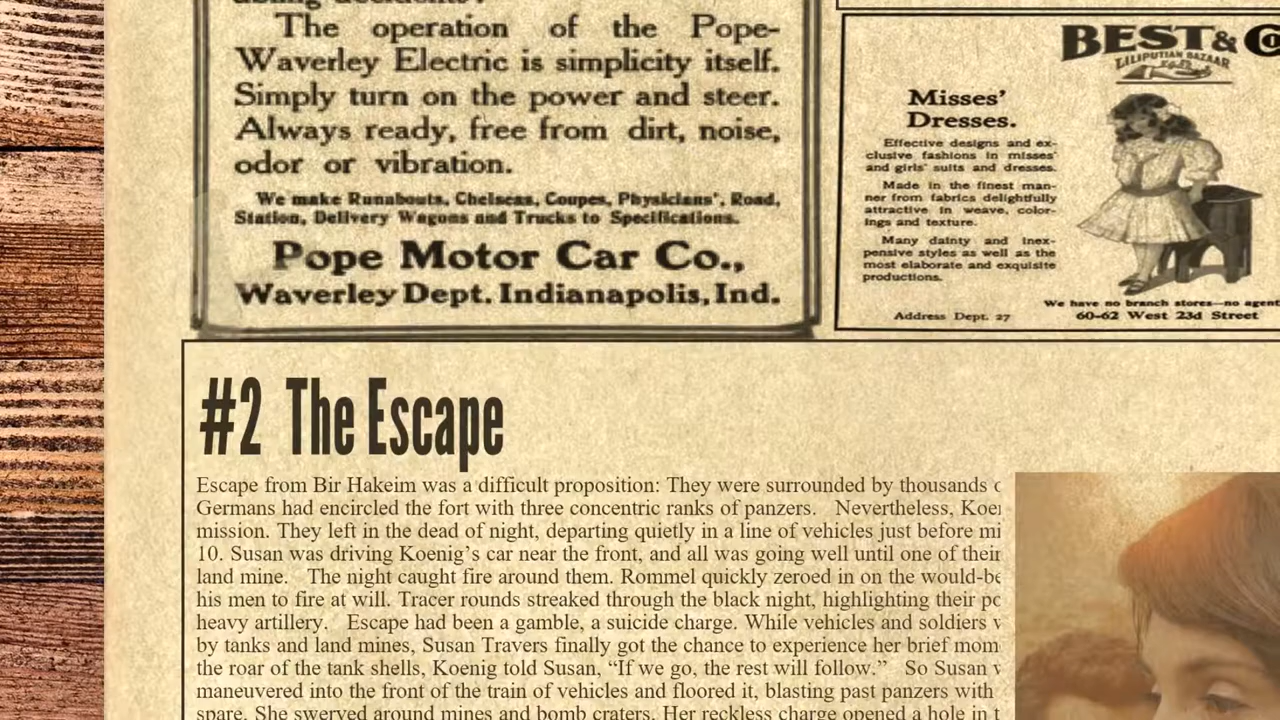 The operation of the Pope-
Waverley Electric is simplicity itself.
Simply turn on the power and steer.
Always ready, free from dirt, noise,
odor or vibration.
We make Runabouts, Chelseas, Coupes, Physicians', Road,
Station, Delivery Wagons and Trucks to Specifications.
Pope Motor Car Co.,
Waverley Dept. Indianapolis, Ind.
BEST & Co
LILIPUTIAN BAZAAR
Misses'
Dresses.
Effective designs and ex-
clusive fashions in misses'
and girls' suits and dresses.
Made in the finest man-
ner from fabrics delightfully
attractive in weave, color-
ings and texture.
Many dainty and inex-
pensive styles as well as the
most elaborate and exquisite
productions.
We have no branch stores—no agent
Address Dept. 27
60-62 West 23d Street
#2 The Escape
Escape from Bir Hakeim was a difficult proposition: They were surrounded by thousands
Germans had encircled the fort with three concentric ranks of panzers. Nevertheless, Koe
mission. They left in the dead of night, departing quietly in a line of vehicles just before mi
10. Susan was driving Koenig's car near the front, and all was going well until one of their
land mine. The night caught fire around them. Rommel quickly zeroed in on the would-be
his men to fire at will. Tracer rounds streaked through the black night, highlighting their po
heavy artillery. Escape had been a gamble, a suicide charge. While vehicles and soldiers
by tanks and land mines, Susan Travers finally got the chance to experience her brief mom
the roar of the tank shells, Koenig told Susan, “If we go, the rest will follow.” So Susan
maneuvered into the front of the train of vehicles and floored it, blasting past panzers with
spare. She swerved around mines and bomb craters. Her reckless charge opened a hole in t